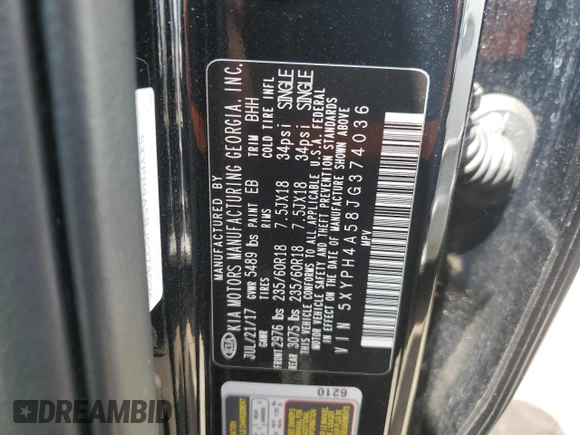 MANUFACTURED BY
KIA MOTORS MANUFACTURING GEORGIA, INC.
JUL/21/17 GVWR 5489 lbs PAINT EB TRIM BHH
GAWR TIRES RIMS COLD TIRE INFL
FRONT 2976 lbs 235/60R18 7.5JX18 34psi SINGLE
REAR 3075 lbs 235/60R18 7.5JX18 34psi SINGLE
THIS VEHICLE CONFORMS TO ALL APPLICABLE U.S.A. FEDERAL
MOTOR VEHICLE SAFETY AND THEFT PREVENTION STANDARDS
IN EFFECT ON THE DATE OF MANUFACTURE SHOWN ABOVE
VIN 5XYPH4A58JG374036
MPV
KIA
6210
DREAMBID